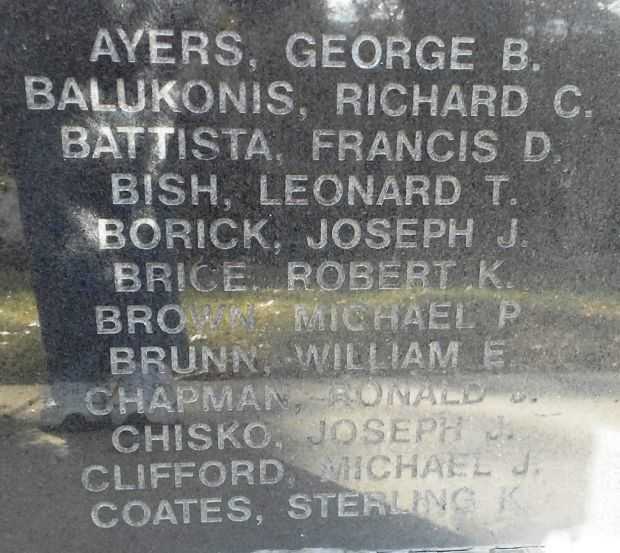 AYERS, GEORGE B.
BALUKONIS, RICHARD C.
BATTISTA, FRANCIS D.
BISH, LEONARD T.
BORICK, JOSEPH J.
BRICE, ROBERT K.
BROWN, MICHAEL P
BRUNN, WILLIAM E
CHAPMAN, RONALD J.
CHISKO, JOSEPH J.
CLIFFORD, MICHAEL J.
COATES, STERLING K